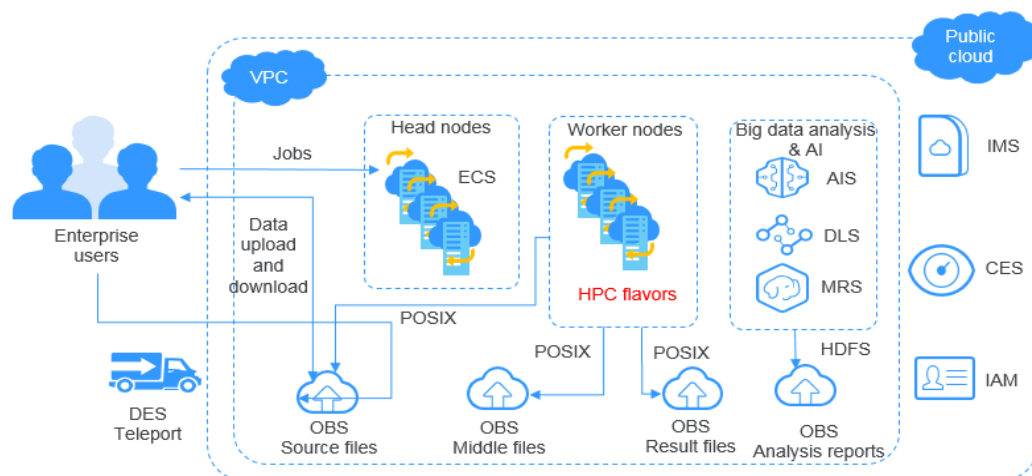 Public
cloud
VPC
Head nodes
Worker nodes
Big data analysis
& AI
Jobs
ECS
AIS
IMS
Enterprise
users
Data
upload
and
download
DLS
MRS
CES
HPC flavors
POSIX
POSIX
POSIX
HDFS
IAM
DES
Teleport
OBS
Source files
OBS
Middle files
OBS
Result files
OBS
Analysis reports